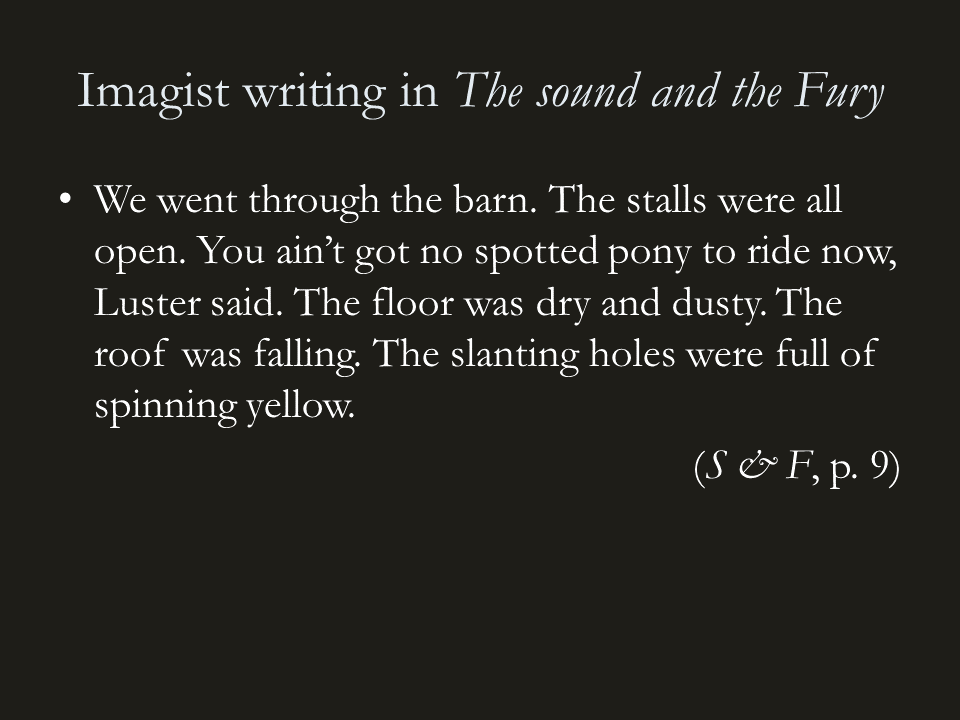 Imagist writing in The sound and the Fury
• We went through the barn. The stalls were all
open. You ain’t got no spotted pony to ride now,
Luster said. The floor was dry and dusty. The
roof was falling. The slanting holes were full of
spinning yellow.
(S & F, p. 9)